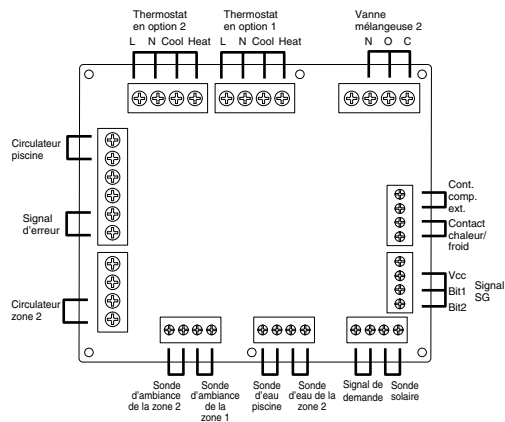 Thermostat
en option 2
L N Cool Heat
Thermostat
en option 1
L N Cool Heat
Vanne
mélangeuse 2
N O C
Circulateur
piscine
Signal
d'erreur
Circulateur
zone 2
Cont.
comp.
ext.
Contact
chaleur/
froid
Vcc
Bit1
Bit2
Signal
SG
Sonde
d'ambiance
de la zone 2
Sonde
d'ambiance
de la
zone 1
Sonde
d'eau
piscine
Sonde
d'eau de la
zone 2
Signal de
demande
Sonde
solaire